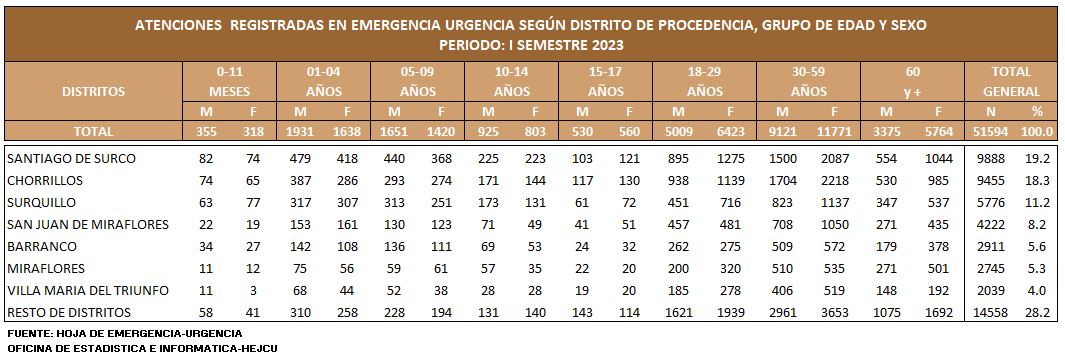 ATENCIONES REGISTRADAS EN EMERGENCIA URGENCIA SEGÚN DISTRITO DE PROCEDENCIA, GRUPO DE EDAD Y SEXO
PERIODO: I SEMESTRE 2023
DISTRITOS 0-11 MESES 01-04 AÑOS 05-09 AÑOS 10-14 AÑOS 15-17 AÑOS 18-29 AÑOS 30-59 AÑOS 60 y + TOTAL GENERAL
M F M F M F M F M F M F M F M F N %
TOTAL 355 318 1931 1638 1651 1420 925 803 530 560 5009 6423 9121 11771 3375 5764 51594 100.0
SANTIAGO DE SURCO 82 74 479 418 440 368 225 223 103 121 895 1275 1500 2087 554 1044 9888 19.2
CHORRILLOS 74 65 387 286 293 274 171 144 117 130 938 1139 1704 2218 530 985 9455 18.3
SURQUILLO 63 77 317 307 313 251 173 131 61 72 451 716 823 1137 347 537 5776 11.2
SAN JUAN DE MIRAFLORES 22 19 153 161 130 123 71 49 41 51 457 481 708 1050 271 435 4222 8.2
BARRANCO 34 27 142 108 136 111 69 53 24 32 262 275 509 572 179 378 2911 5.6
MIRAFLORES 11 12 75 56 59 61 57 35 22 20 200 320 510 535 271 501 2745 5.3
VILLA MARIA DEL TRIUNFO 11 3 68 44 52 38 28 28 19 20 185 278 406 519 148 192 2039 4.0
RESTO DE DISTRITOS 58 41 310 258 228 194 131 140 143 114 1621 1939 2961 3653 1075 1692 14558 28.2
FUENTE: HOJA DE EMERGENCIA-URGENCIA
OFICINA DE ESTADISTICA E INFORMATICA-HEJCU